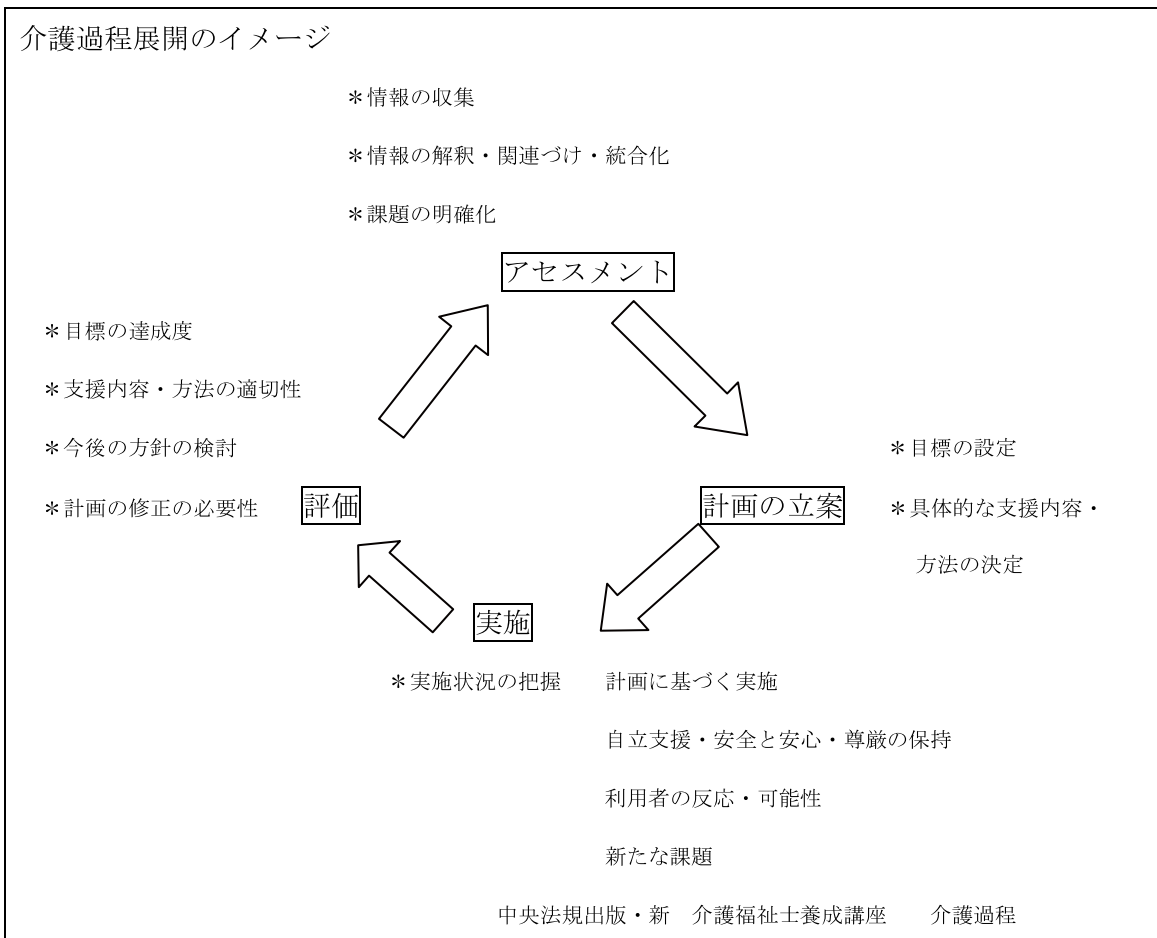 介護過程展開のイメージ
＊情報の収集
＊情報の解釈・関連づけ・統合化
＊課題の明確化
アセスメント
＊目標の達成度
＊支援内容・方法の適切性
＊今後の方針の検討
＊計画の修正の必要性
評価
計画の立案
＊目標の設定
＊具体的な支援内容・
方法の決定
実施
＊実施状況の把握　計画に基づく実施
自立支援・安全と安心・尊厳の保持
利用者の反応・可能性
新たな課題
中央法規出版・新　介護福祉士養成講座　　介護過程